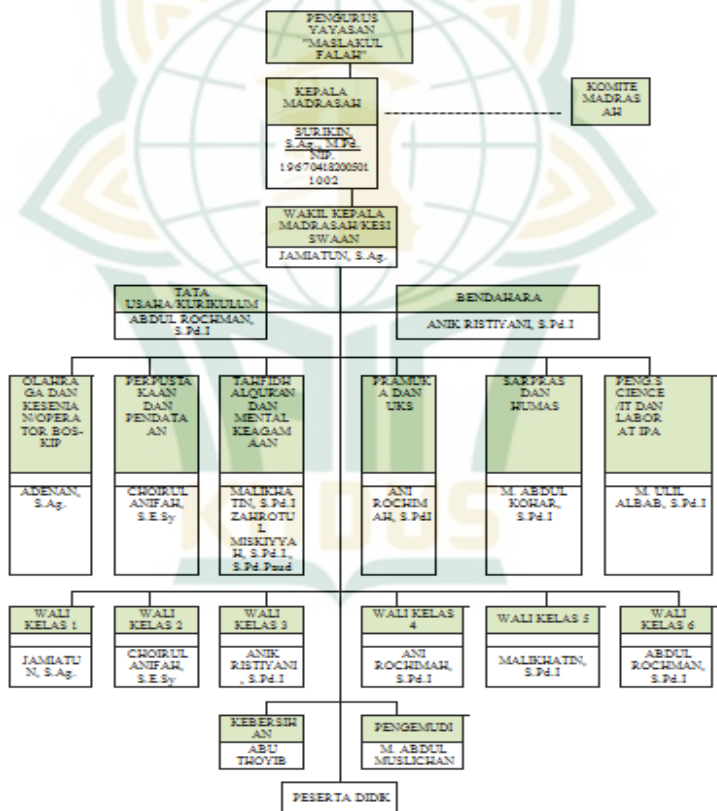 PENGURUS
YAYASAN
"MASLAKUL
FALAH"
KEPALA
MADRASAH
KOMITE
MADRAS
AH
SURIKIN,
S.Ag., M.Pd.
NIP.
19670418200501
1002
WAKIL KEPALA
MADRASAH/KESI
SWAAN
JAMIATUN, S.Ag.
TATA
USAHA/KURIKULUM
ABDUL ROCHMAN,
S.Pd.I
BENDAHARA
ANIK RISTIYANI, S.Pd.I
OLAHRA
GA DAN
KESENIA
N/OPERA
TOR BOS-
KIP
ADENAN,
S.Ag.
PERPUSTA
KAAN
DAN
PENDATA
AN
CHOIRUL
ANIFAH,
S.E.Sy
TAHFIDH
ALQUR'AN
DAN
MENTAL
KEAGAM
AAN
MALIKHA
TIN, S.Pd.I
ZAHROTU
L
MISKIYYA
H, S.Pd.I.,
S.Pd.Paud
PRAMUK
A DAN
UKS
ANI
ROCHIM
AH, S.Pd.I
SARPRAS
DAN
HUMAS
M. ABDUL
KOHAR,
S.Pd.I
PENG.S
CIENCE
/IT DAN
LABOR
AT IPA
M. ULIL
ALBAB, S.Pd.I
WALI
KELAS 1
JAMIATU
N, S.Ag.
WALI
KELAS 2
CHOIRUL
ANIFAH,
S.E.Sy
WALI
KELAS 3
ANIK
RISTIYANI
, S.Pd.I
WALI KELAS
4
ANI
ROCHIMAH,
S.Pd.I
WALI KELAS 5
MALIKHATIN,
S.Pd.I
WALI
KELAS 6
ABDUL
ROCHMAN,
S.Pd.I
KEBERSIH
AN
ABU
THOYIB
PENGEMUDI
M. ABDUL
MUSLICHAN
PESERTA DIDIK
KUDUS